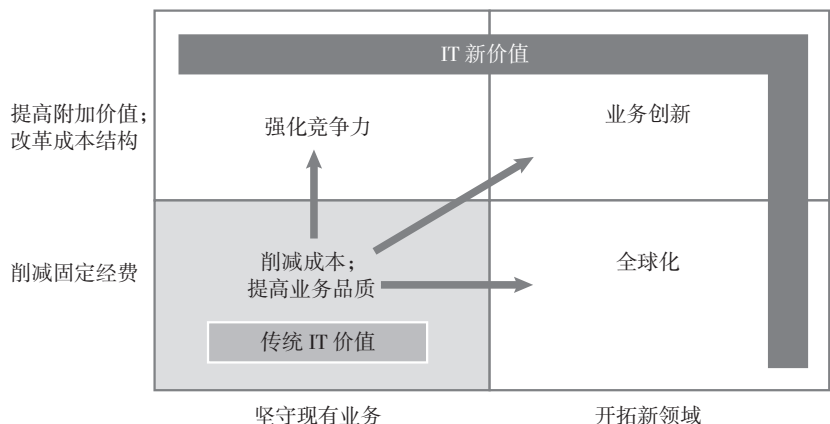 IT 新价值
提高附加价值；
改革成本结构
强化竞争力
业务创新
削减固定经费
削减成本；
提高业务品质
全球化
传统 IT 价值
坚守现有业务
开拓新领域